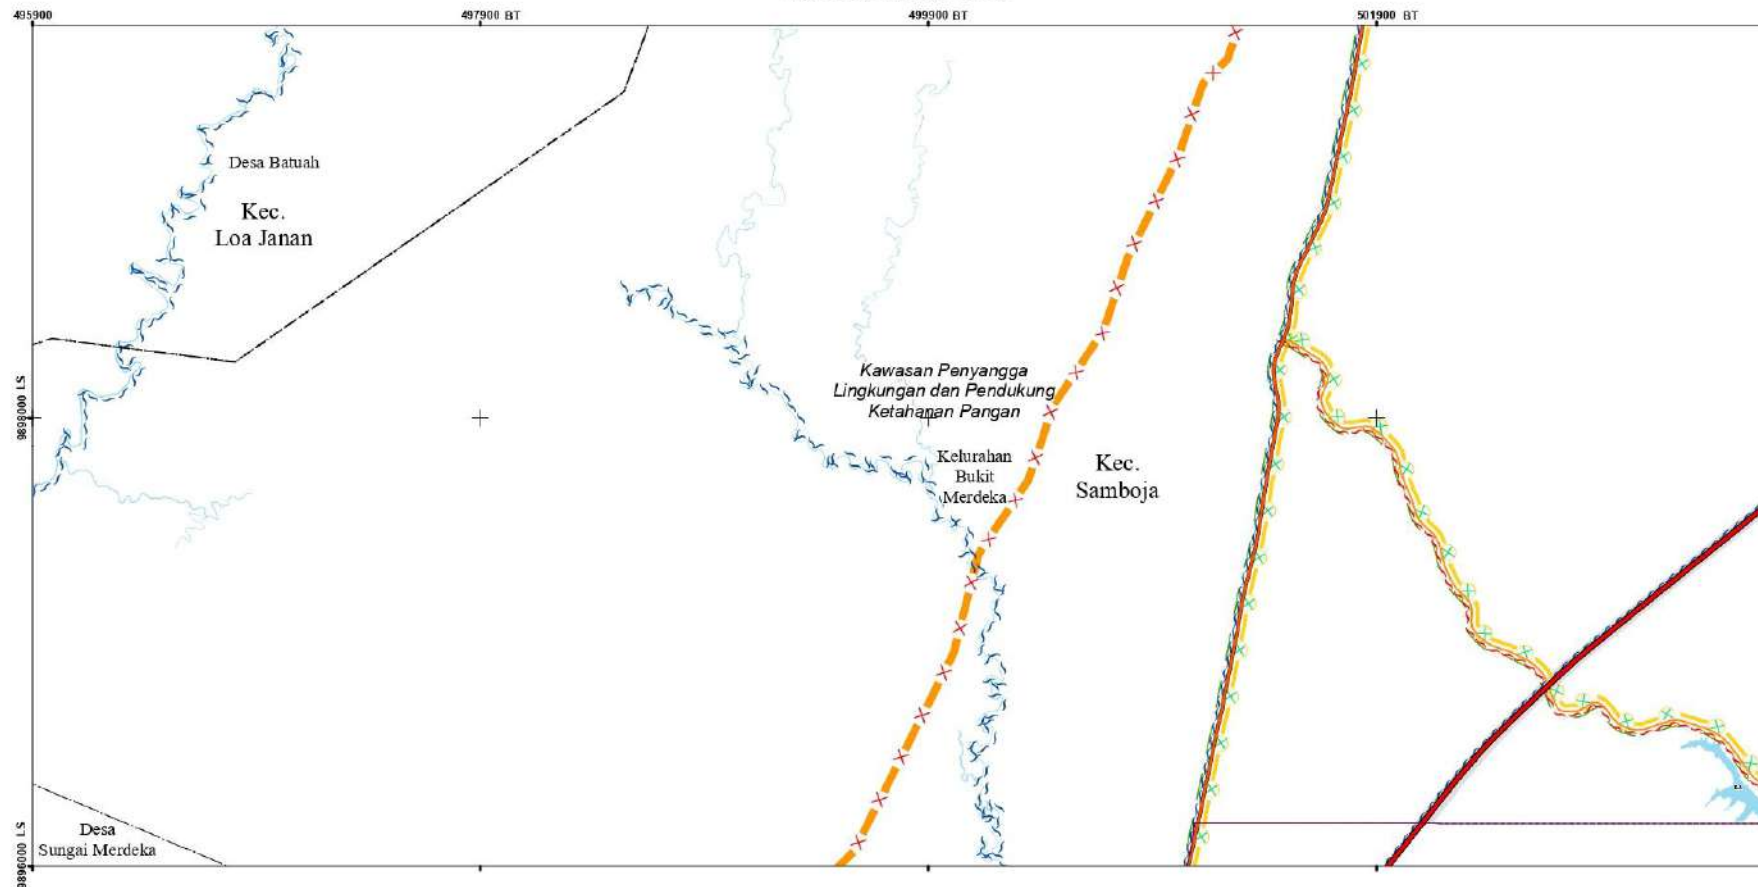 495900
497900 BT
499900 BT
501900 BT
Desa Batuah
Kec.
Loa Janan
Kawasan Penyangga
Lingkungan dan Pendukung
Ketahanan Pangan
9898000 LS
Kelurahan
Bukit
Merdeka
Kec.
Samboja
Desa
Sungai Merdeka
9896000 LS